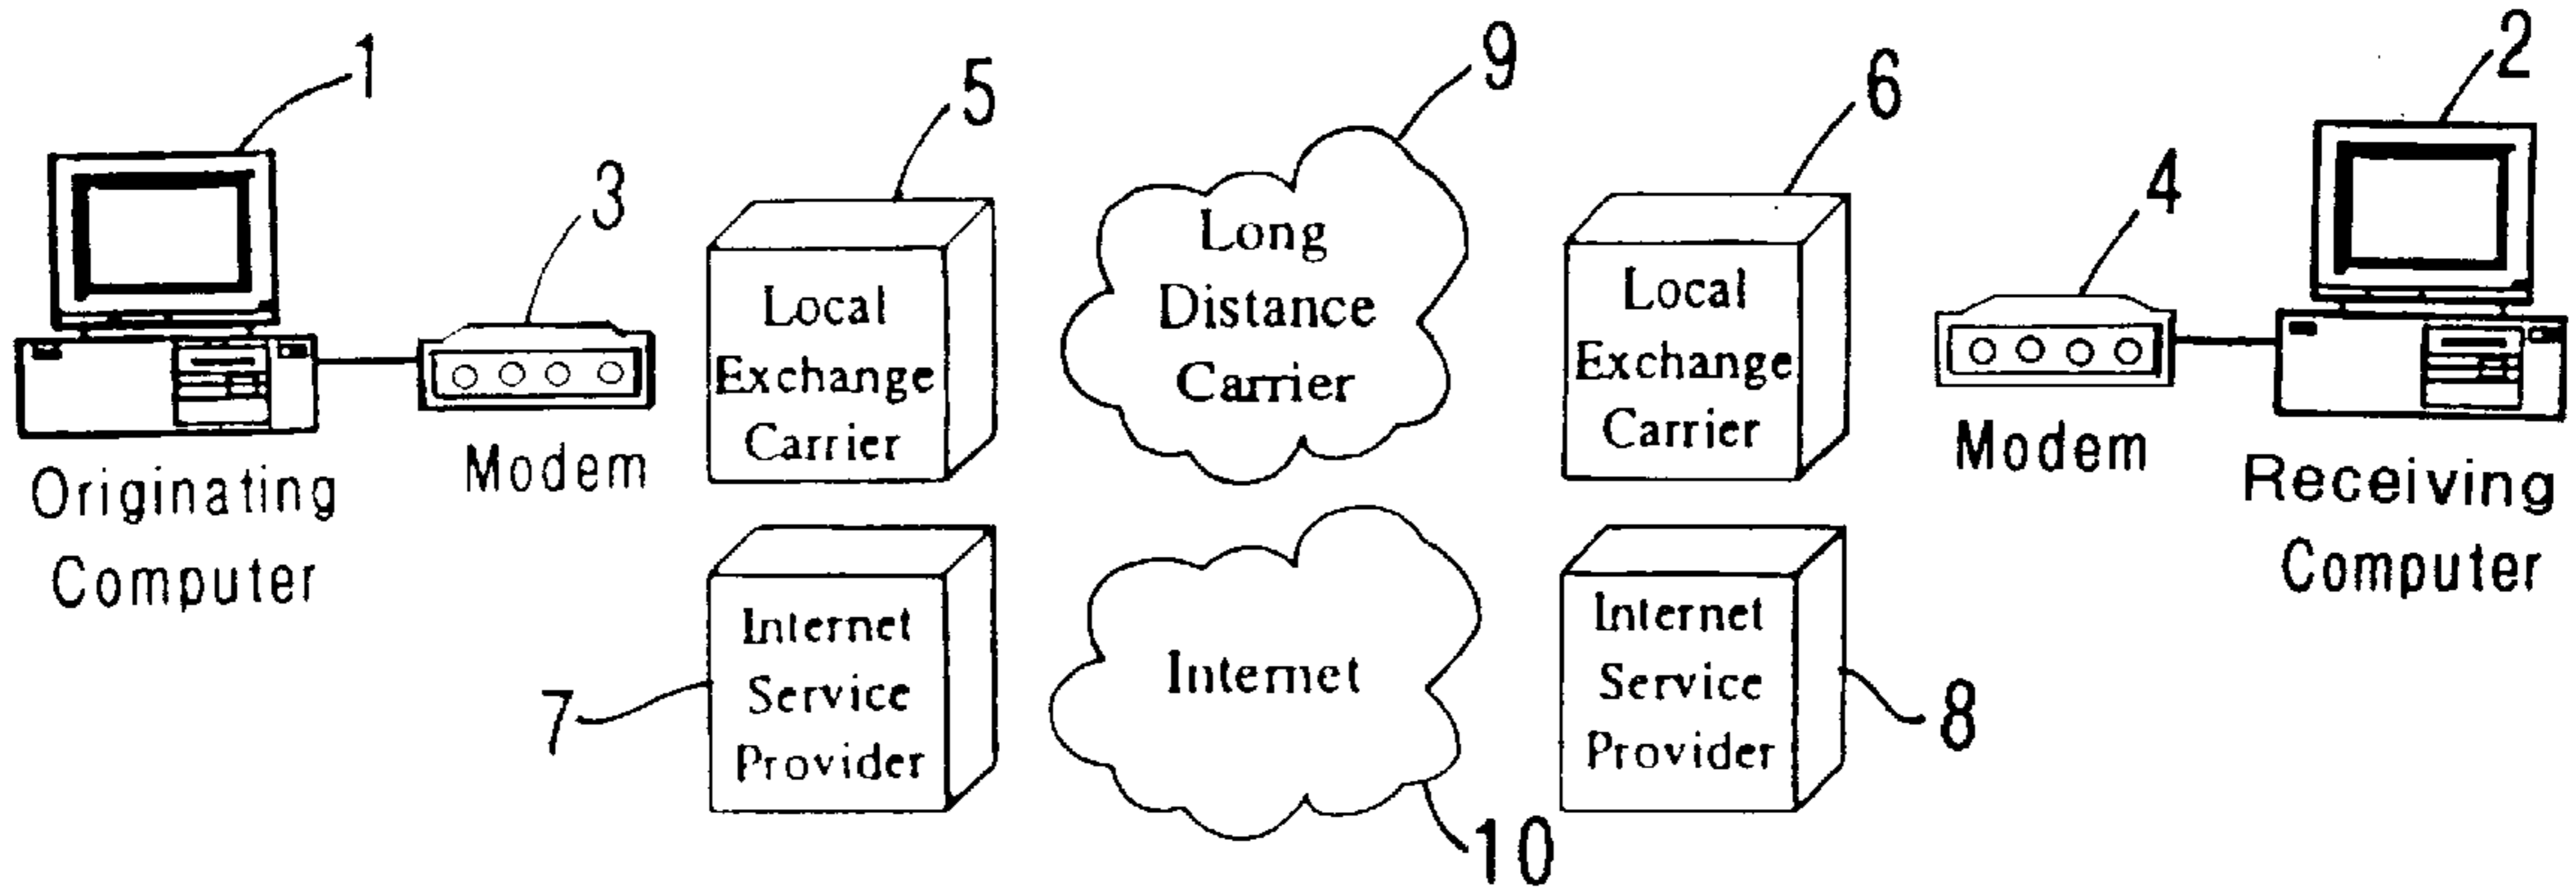 1
2
3
4
5
6
9
Originating
Computer
Modem
Local
Exchange
Carrier
Long
Distance
Carrier
Local
Exchange
Carrier
Modem
Receiving
Computer
7
Internet
Service
Provider
Internet
10
Internet
Service
Provider
8